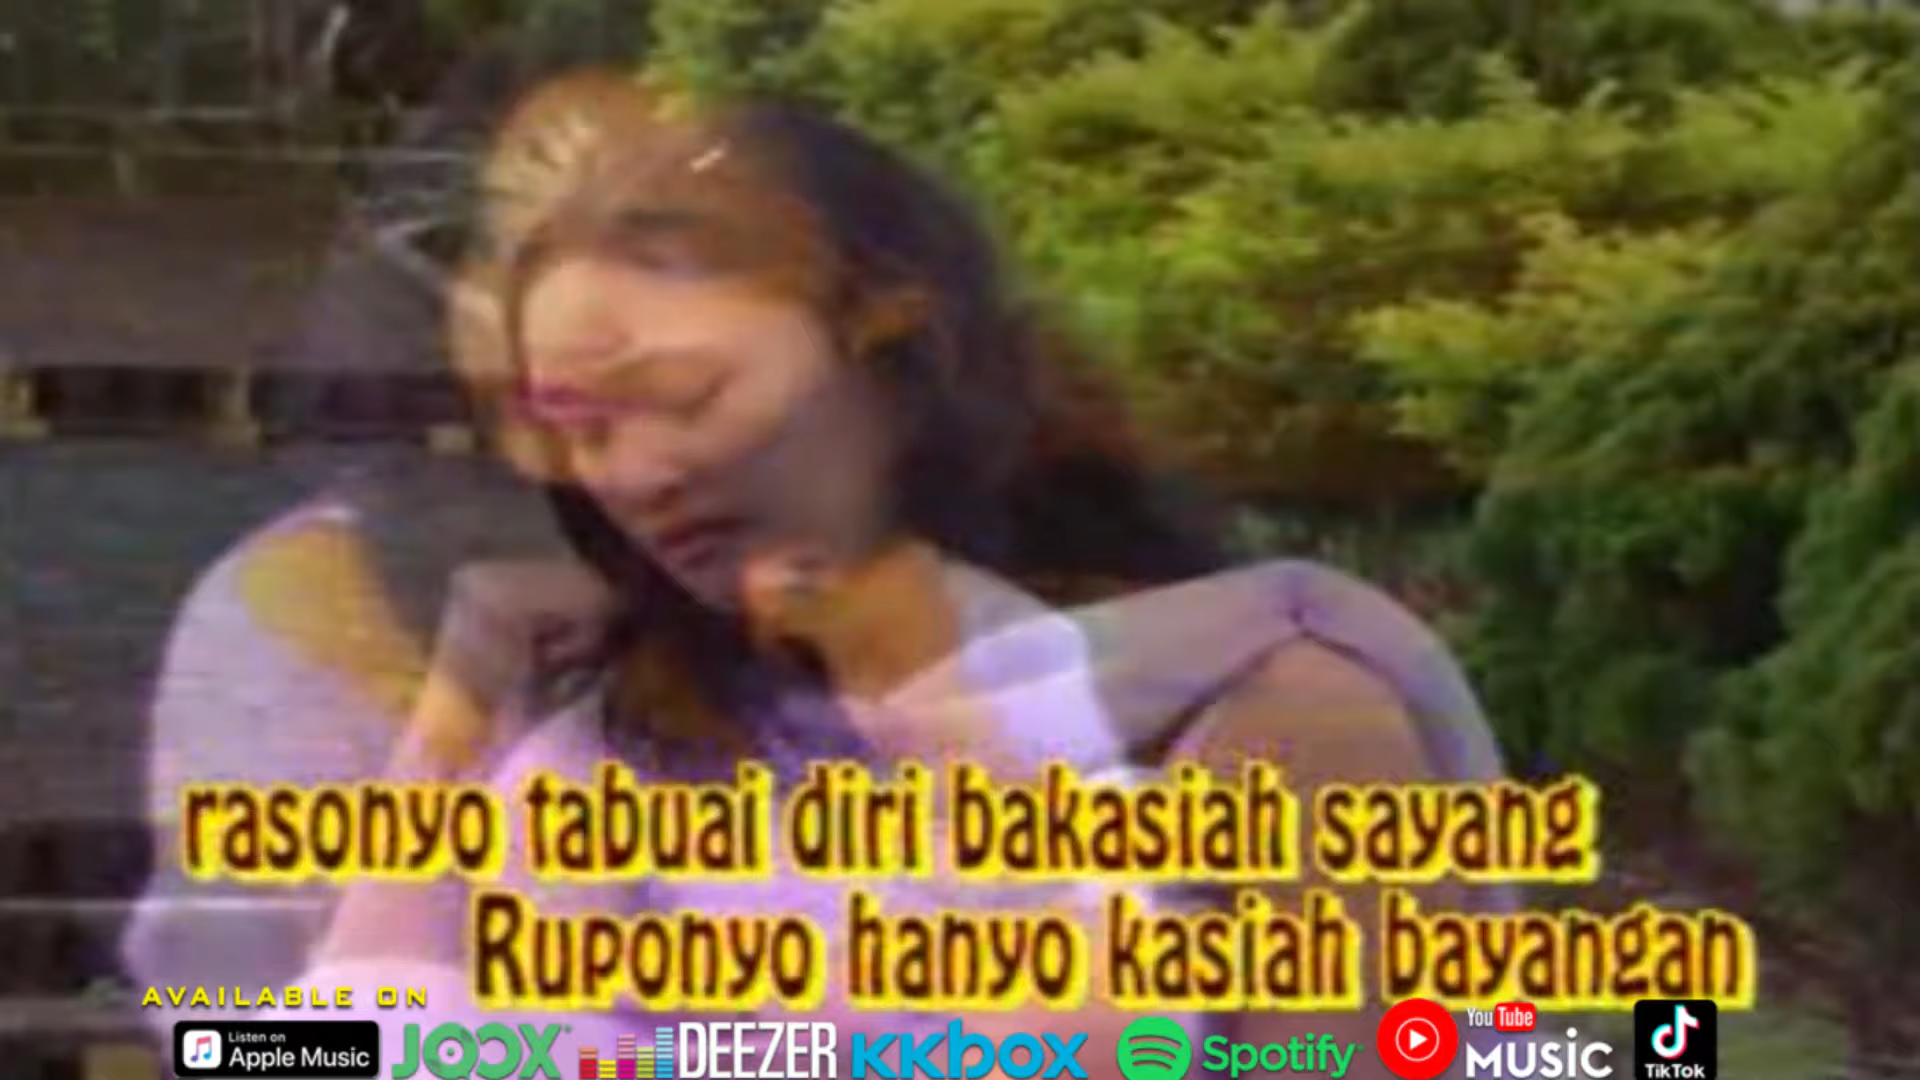 rasonyo tabuai diri bakasiah sayang
Ruponyo hanyo kasiah bayangan
AVAILABLE ON
Listen on
Apple Music
JOOX
DEEZER
KKBOX
Spotify
YouTube
MUSIC
TikTok